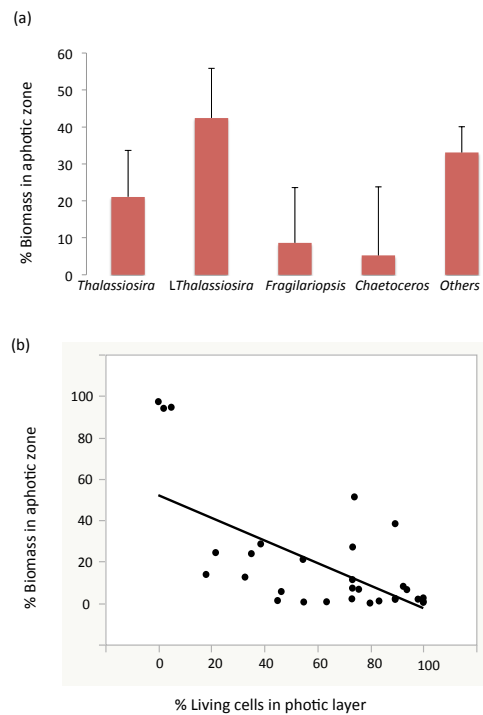 (a)
% Biomass in aphotic zone
60
50
40
30
20
10
0
Thalassiosira LThalassiosira Fragilariopsis Chaetoceros Others
(b)
% Biomass in aphotic zone
100
80
60
40
20
0
0 20 40 60 80 100
% Living cells in photic layer